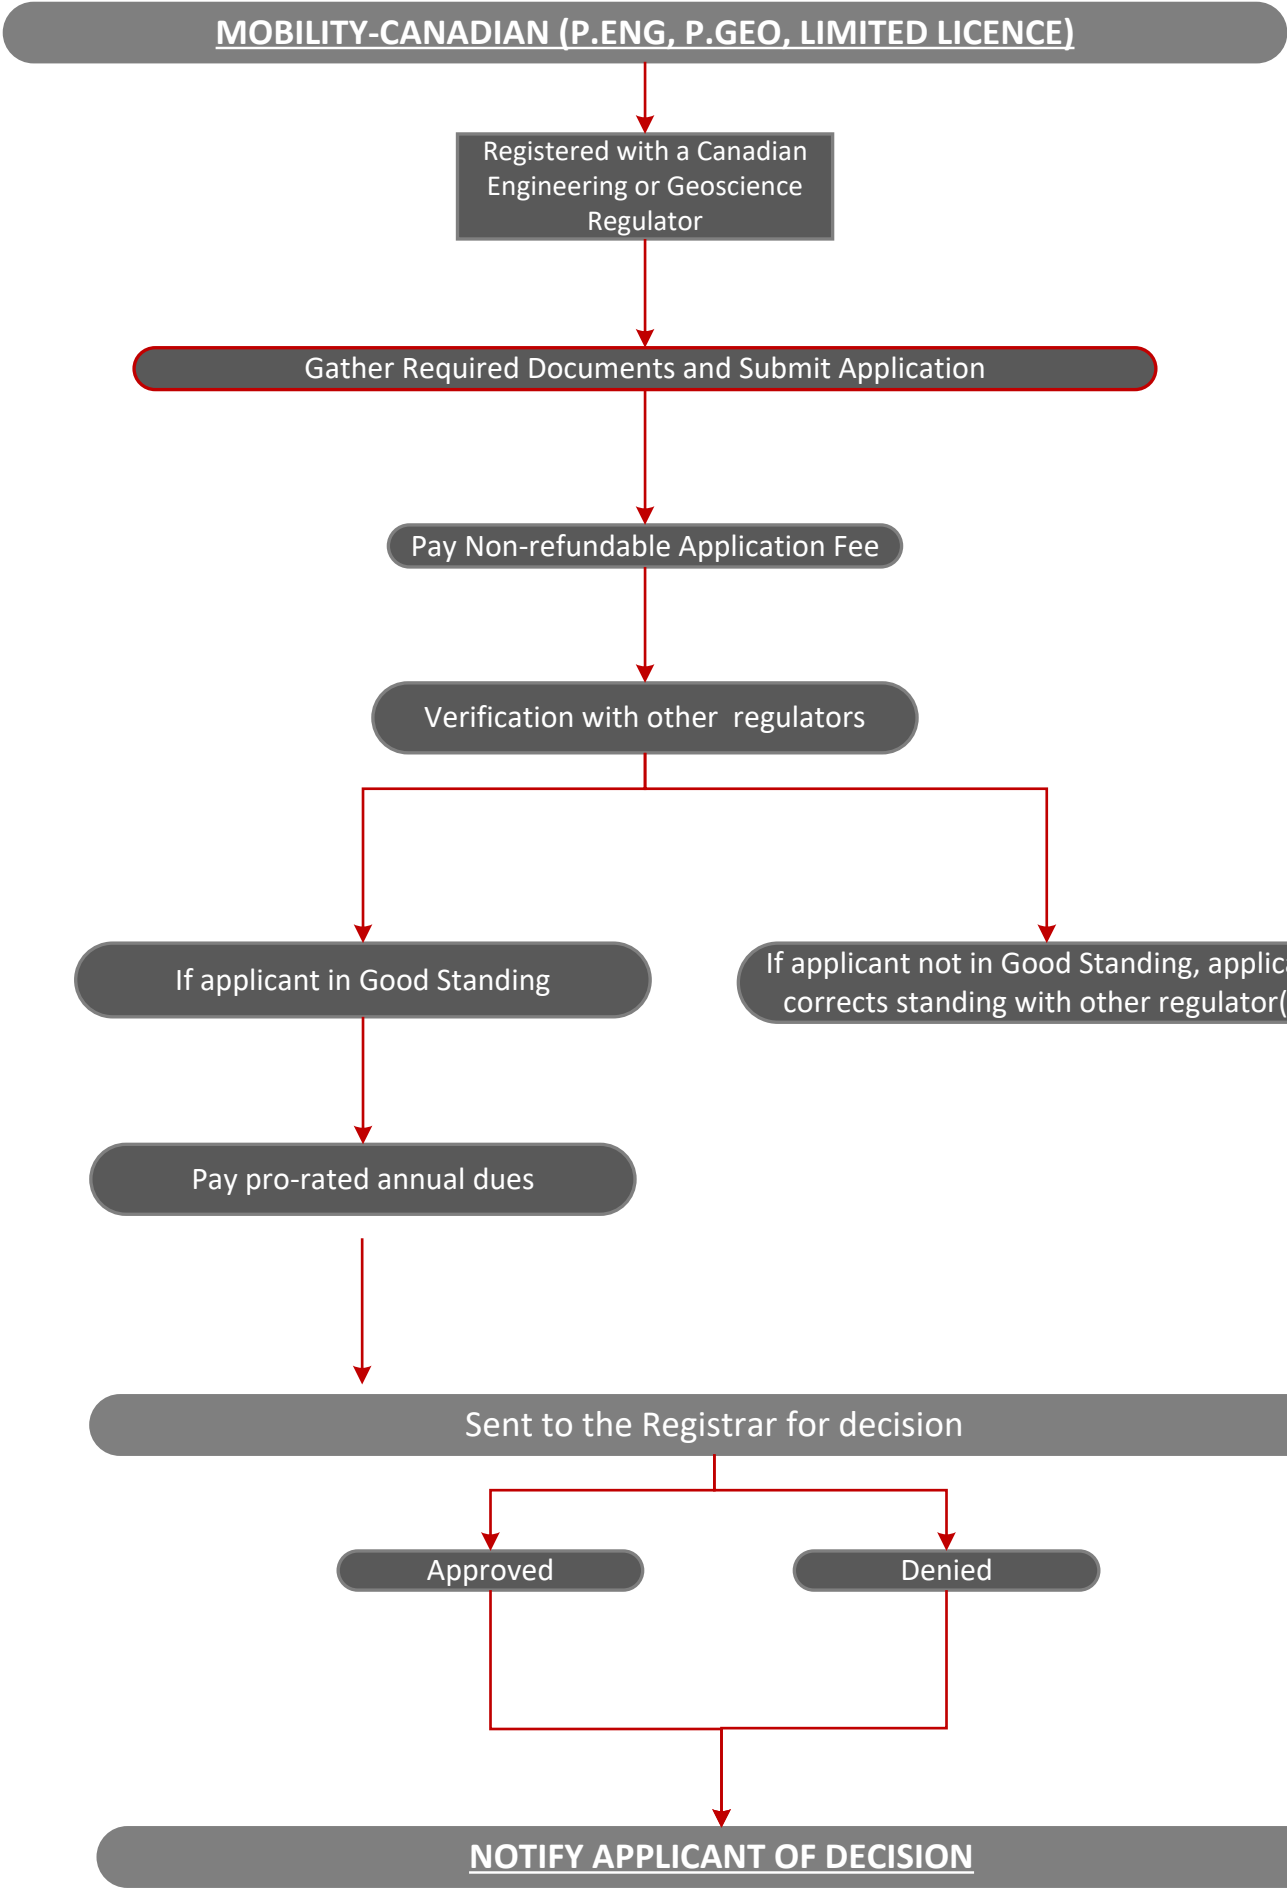 MOBILITY-CANADIAN (P.ENG, P.GEO, LIMITED LICENCE)
Registered with a Canadian
Engineering or Geoscience
Regulator
Gather Required Documents and Submit Application
Pay Non-refundable Application Fee
Verification with other regulators
If applicant in Good Standing
If applicant not in Good Standing,
corrects standing with other
Pay pro-rated annual dues
Sent to the Registrar for decision
Approved
Denied
NOTIFY APPLICANT OF DECISION